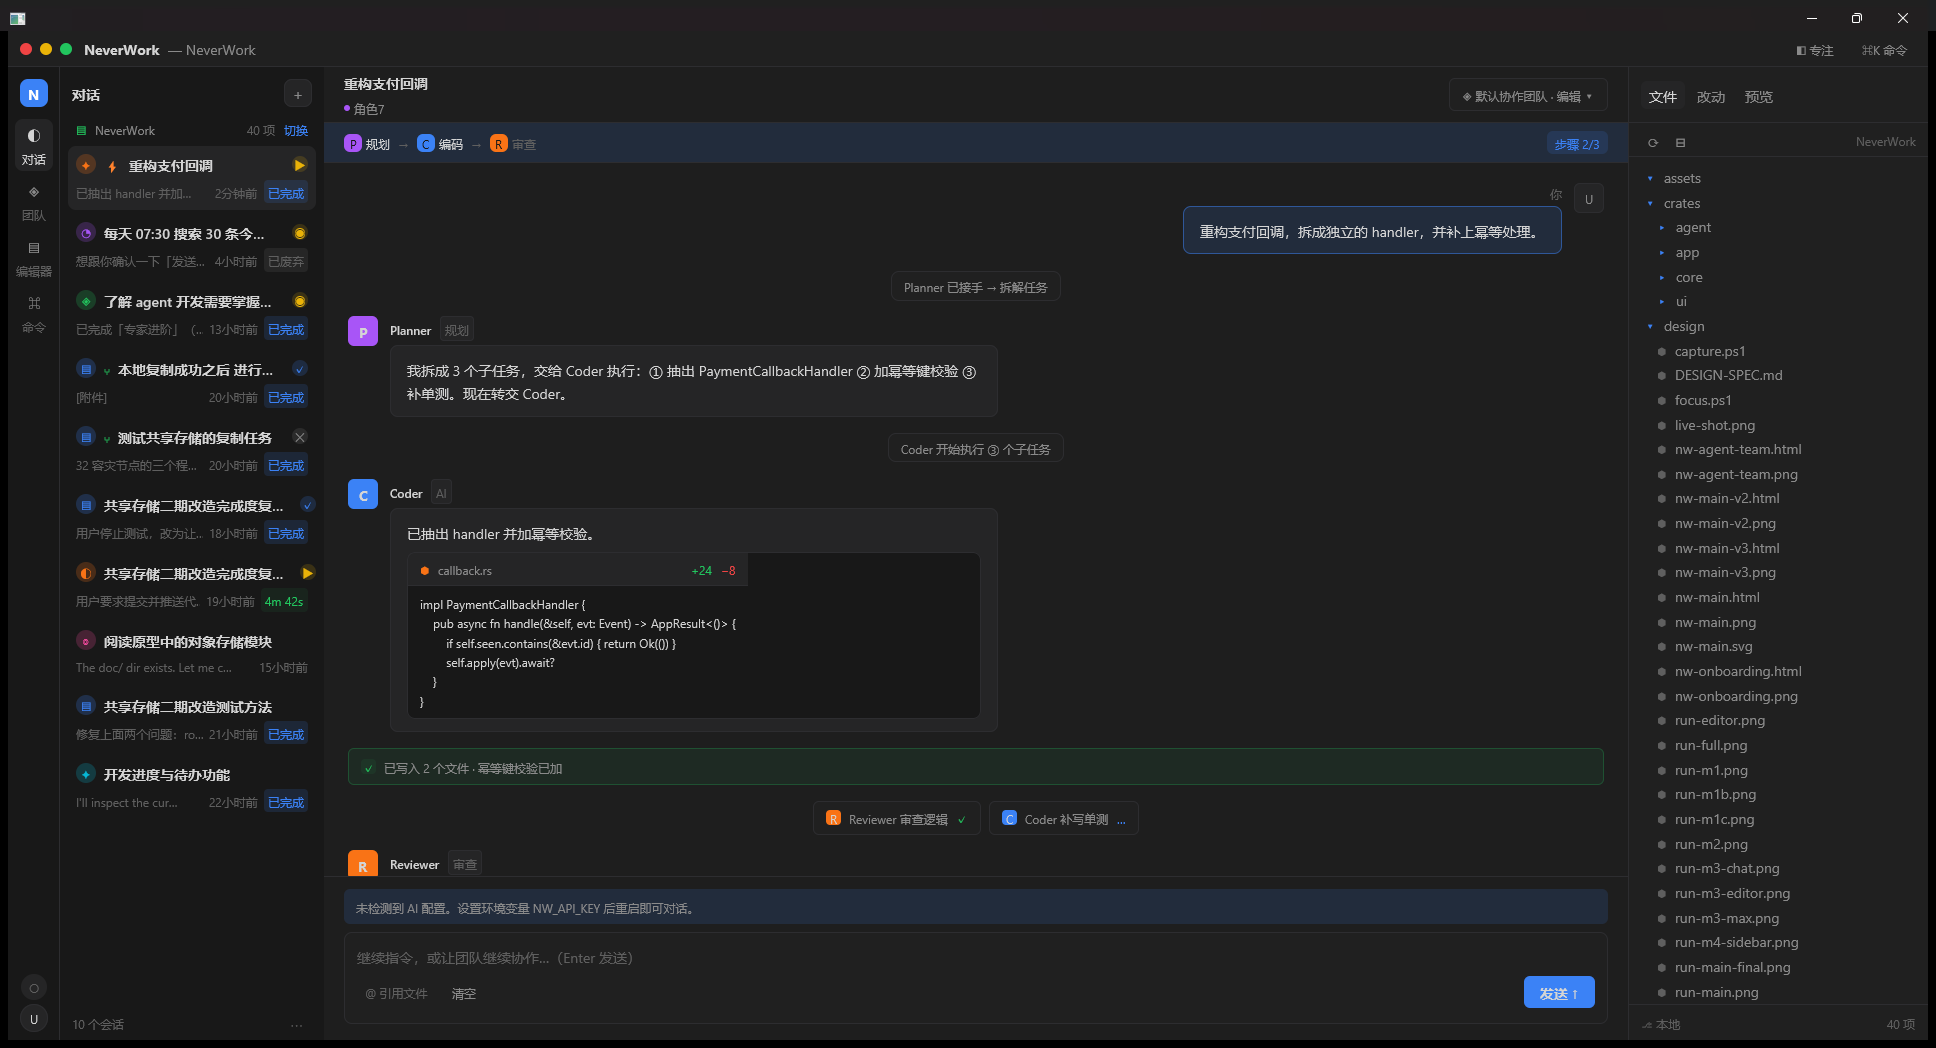 NeverWork — NeverWork
专注
⌘K 命令
N
对话
团队
编辑器
命令
U
对话
+
NeverWork 40 项 切换
重构支付回调
已抽出 handler 并加... 2分钟前 已完成
每天 07:30 搜索 30 条今...
想跟你确认一下「发送... 4小时前 已废弃
了解 agent 开发需要掌握...
已完成「专家进阶」（... 13小时前 已完成
本地复制成功之后 进行...
[附件] 20小时前 已完成
测试共享存储的复制任务
32 容灾节点的三个程... 20小时前 已完成
共享存储二期改造完成度复...
用户停止测试，改为让... 18小时前 已完成
共享存储二期改造完成度复...
用户要求提交并推送代. 19小时前 4m 42s
阅读原型中的对象存储模块
The doc/ dir exists. Let me c... 15小时前
共享存储二期改造测试方法
修复上面两个问题：ro... 21小时前 已完成
开发进度与待办功能
I'll inspect the cur... 22小时前 已完成
10 个会话 ...
重构支付回调
角色7
默认协作团队 · 编辑
P 规划 → C 编码 → R 审查
步骤 2/3
你
U
重构支付回调，拆成独立的 handler，并补上幂等处理。
Planner 已接手 → 拆解任务
P Planner 规划
我拆成 3 个子任务，交给 Coder 执行：① 抽出 PaymentCallbackHandler ② 加幂等键校验 ③
补单测。现在转交 Coder。
Coder 开始执行 ③ 个子任务
C Coder AI
已抽出 handler 并加幂等校验。
callback.rs +24 −8
impl PaymentCallbackHandler {
pub async fn handle(&self, evt: Event) -> AppResult<()> {
if self.seen.contains(&evt.id) { return Ok(()) }
self.apply(evt).await?
}
}
✓ 已写入 2 个文件 · 幂等键校验已加
R Reviewer 审查逻辑 ✓
C Coder 补写单测 ...
R Reviewer 审查
未检测到 AI 配置。设置环境变量 NW_API_KEY 后重启即可对话。
继续指令，或让团队继续协作...（Enter 发送）
@ 引用文件 清空
发送 ↑
文件 改动 预览
NeverWork
assets
crates
agent
app
core
ui
design
capture.ps1
DESIGN-SPEC.md
focus.ps1
live-shot.png
nw-agent-team.html
nw-agent-team.png
nw-main-v2.html
nw-main-v2.png
nw-main-v3.html
nw-main-v3.png
nw-main.html
nw-main.png
nw-main.svg
nw-onboarding.html
nw-onboarding.png
run-editor.png
run-full.png
run-m1.png
run-m1b.png
run-m1c.png
run-m2.png
run-m3-chat.png
run-m3-editor.png
run-m3-max.png
run-m4-sidebar.png
run-main-final.png
run-main.png
本地 40 项